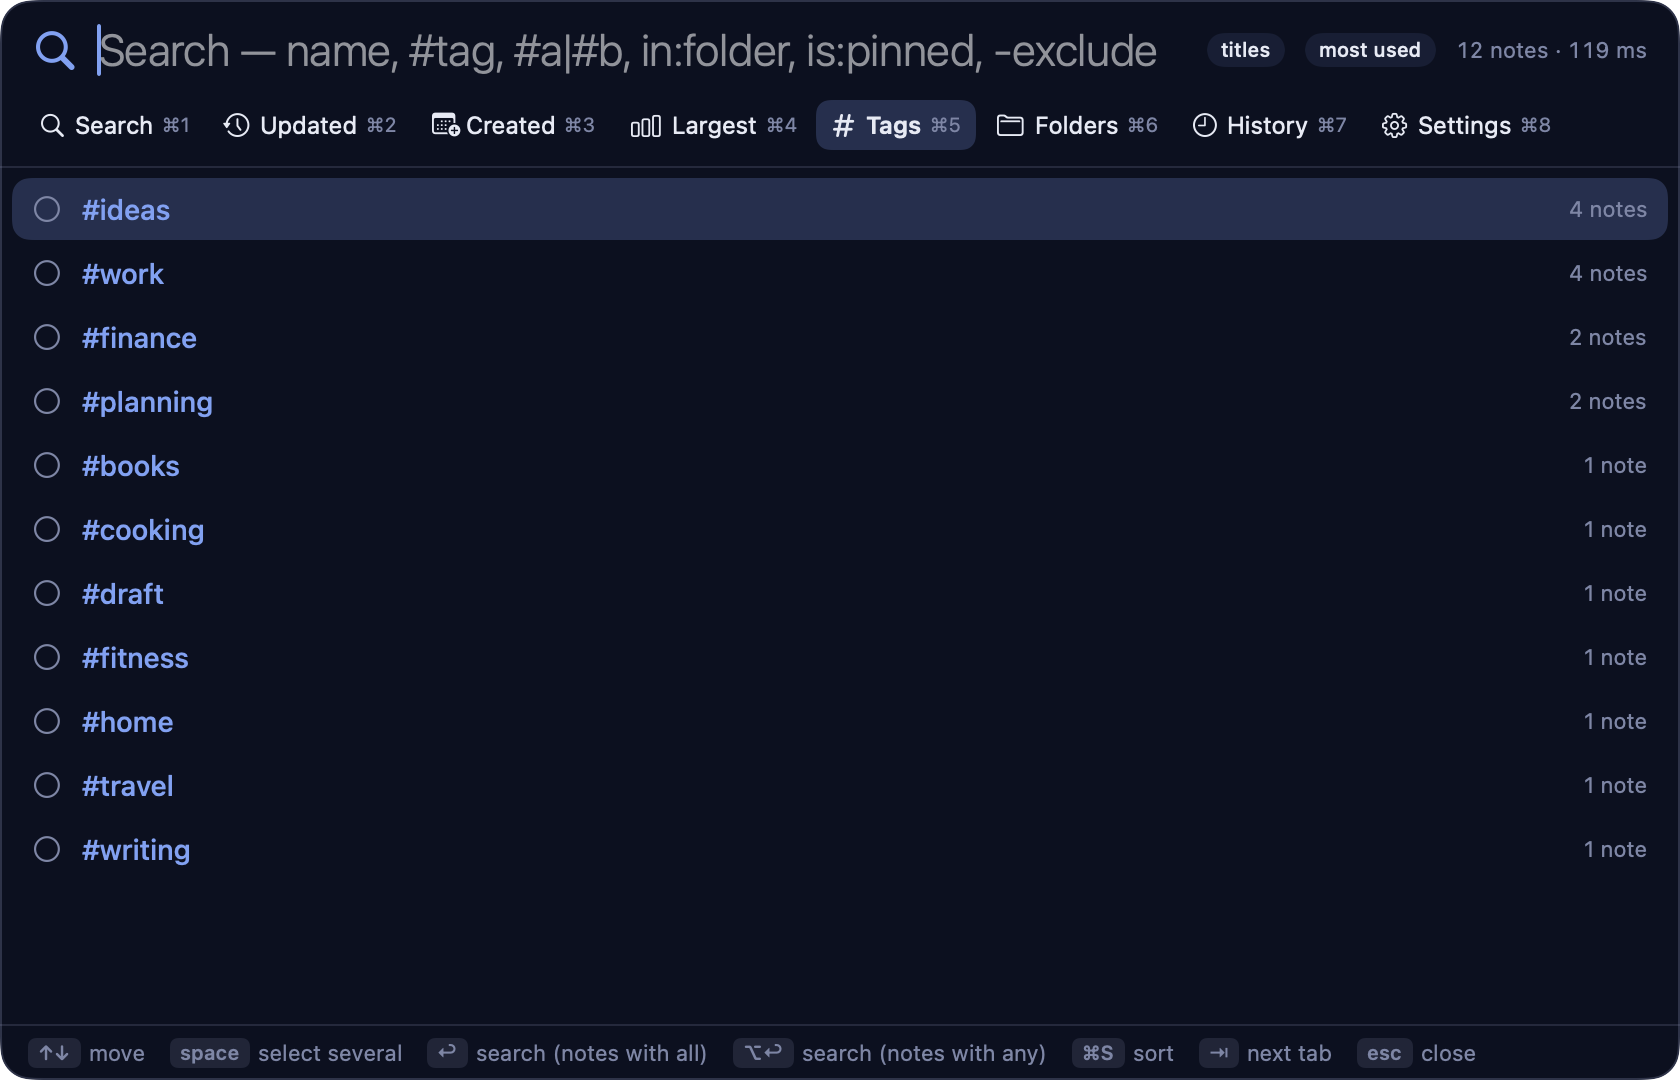 Search — name, #tag, #a|#b, in:folder, is:pinned, -exclude titles most used 12 notes · 119 ms
Search ⌘1 Updated ⌘2 Created ⌘3 Largest ⌘4 # Tags ⌘5 Folders ⌘6 History ⌘7 Settings ⌘8
#ideas 4 notes
#work 4 notes
#finance 2 notes
#planning 2 notes
#books 1 note
#cooking 1 note
#draft 1 note
#fitness 1 note
#home 1 note
#travel 1 note
#writing 1 note
↑↓ move space select several ↩ search (notes with all) ⌥↩ search (notes with any) ⌘S sort ⇥ next tab esc close